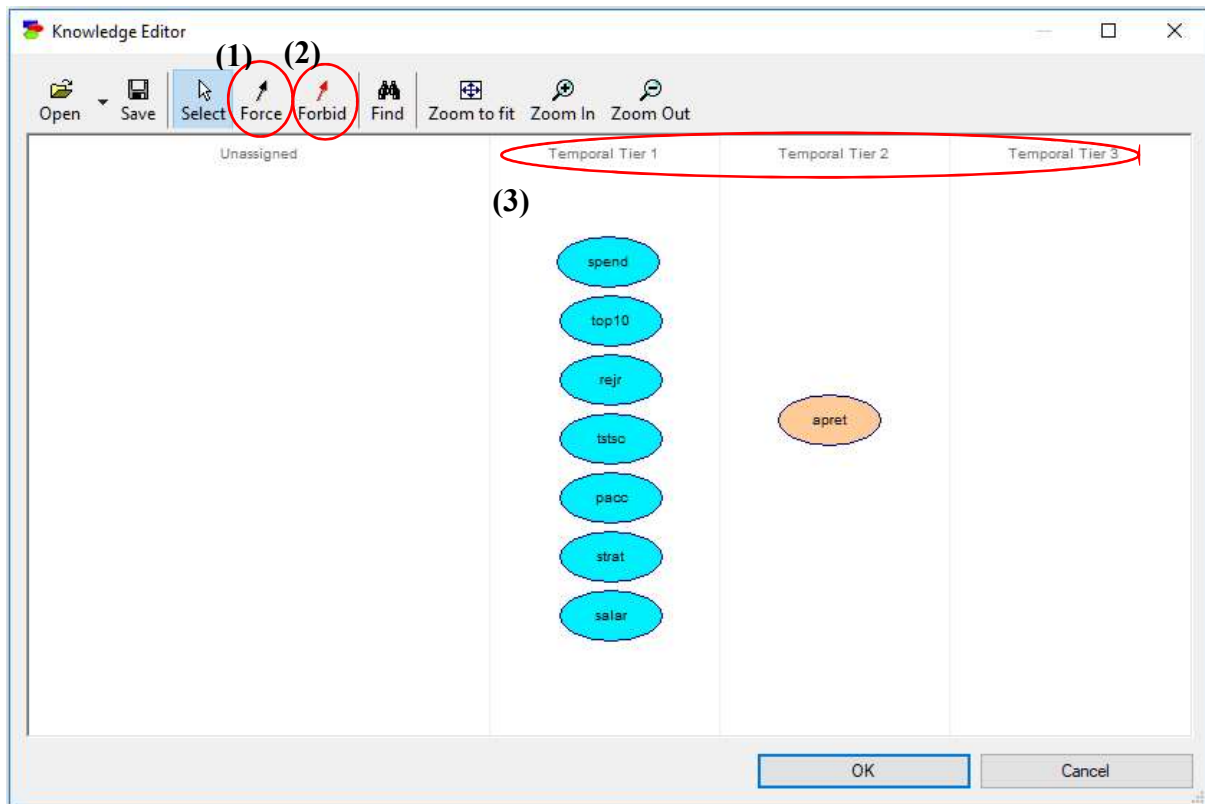 Knowledge Editor
(1) (2)
Open Save Select Force Forbid Find Zoom to fit Zoom In Zoom Out
Unassigned Temporal Tier 1 Temporal Tier 2 Temporal Tier 3
(3)
spend
top10
rejr
tstsc
apret
pacc
strat
salar
OK Cancel